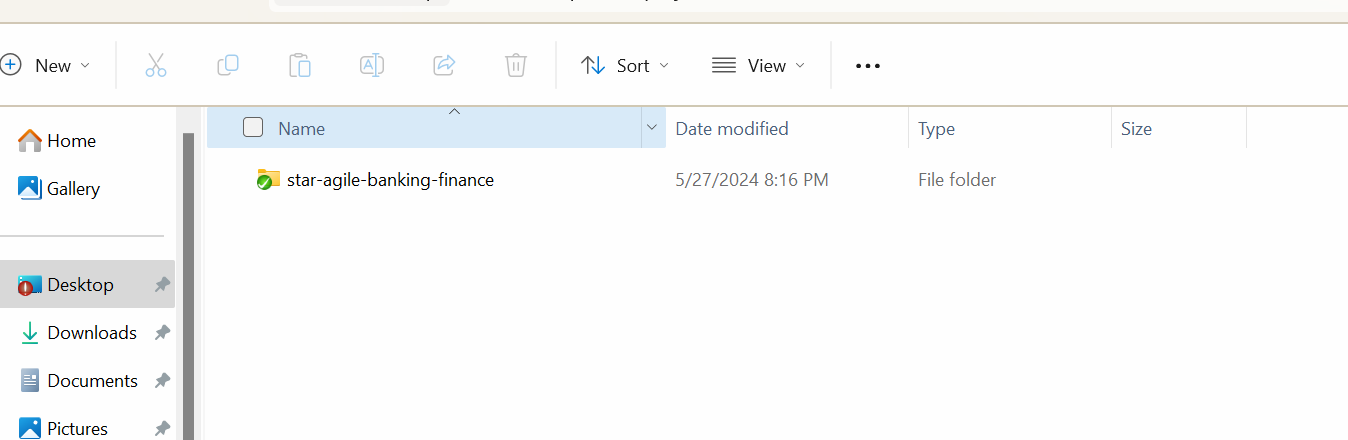 New
Sort
View
Name
Date modified
Type
Size
Home
Gallery
star-agile-banking-finance
5/27/2024 8:16 PM
File folder
Desktop
Downloads
Documents
Pictures